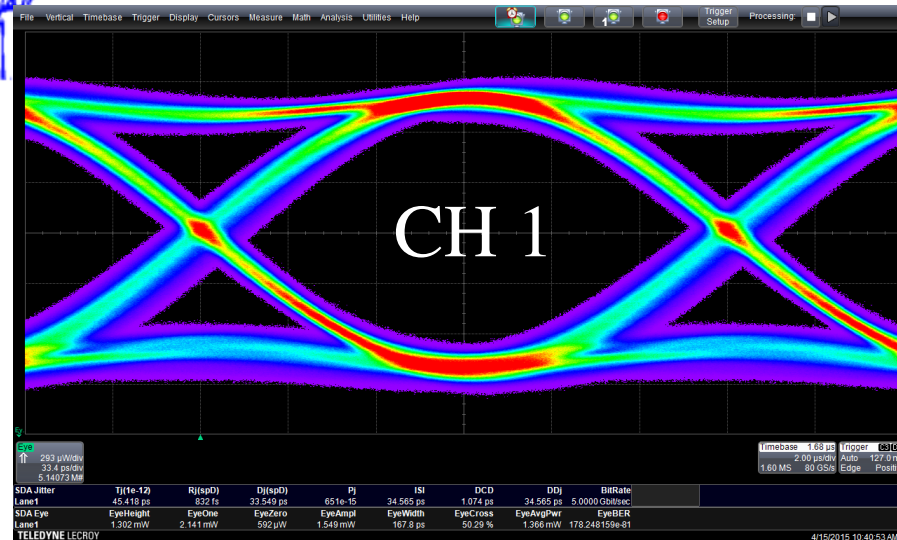 File Vertical Timebase Trigger Display Cursors Measure Math Analysis Utilities Help
1
Trigger Setup
Processing:
CH 1
Eye
293 µW/div
33.4 ps/div
5.14073 M#
Timebase 1.68 µs
2.00 µs/div
1.60 MS 80 GS/s
Trigger
Auto
Edge
SDA Jitter Tj(1e-12) Rj(spD) Dj(spD) Pj ISI DCD DDj BitRate
Lane1 45.418 ps 832 fs 33.549 ps 651e-15 34.565 ps 1.074 ps 34.565 ps 5.0000 Gbit/sec
SDA Eye EyeHeight EyeOne EyeZero EyeAmpl EyeWidth EyeCross EyeAvgPwr EyeBER
Lane1 1.302 mW 2.141 mW 592 µW 1.549 mW 167.8 ps 50.29 % 1.366 mW 178.248159e-81
TELEDYNE LECROY
4/15/2015 10:40:53 AM